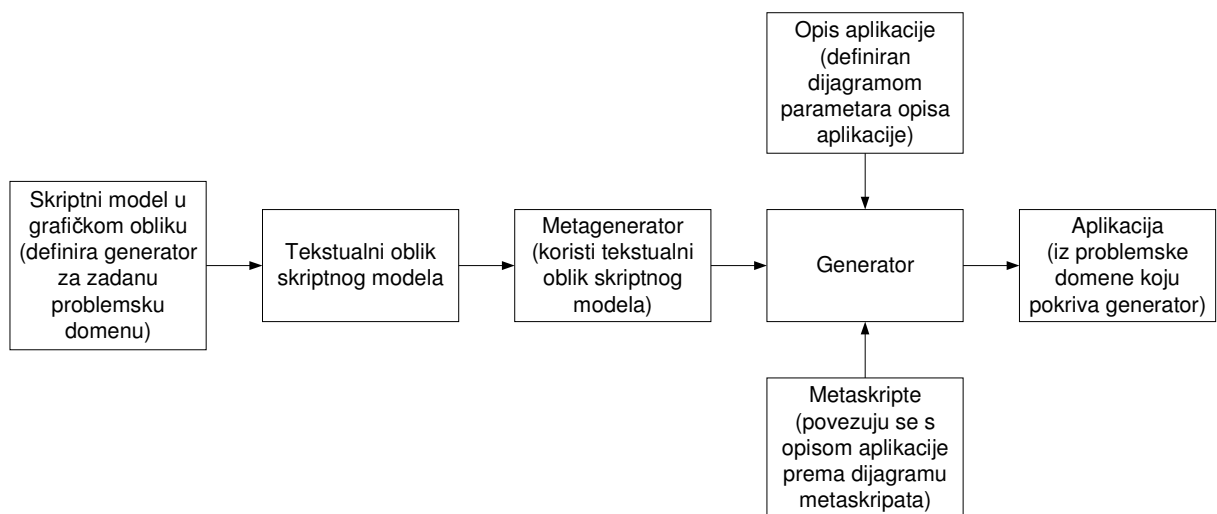 Opis aplikacije
(definiran
dijagramom
parametara opisa
aplikacije)
Skriptni model u
grafičkom obliku
(definira generator
za zadanu
problemsku
domenu)
Tekstualni oblik
skriptnog modela
Metagenerator
(koristi tekstualni
oblik skriptnog
modela)
Generator
Aplikacija
(iz problemske
domene koju
pokriva generator)
Metaskripte
(povezuju se s
opisom aplikacije
prema dijagramu
metaskripata)